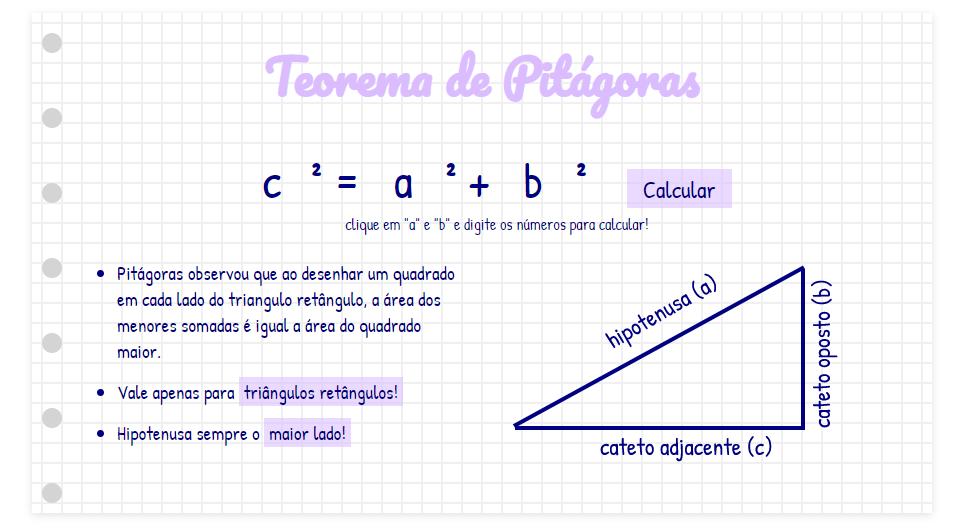 Teorema de Pitágoras
c ² = a ² + b ²
Calcular
clique em "a" e "b" e digite os números para calcular!
Pitágoras observou que ao desenhar um quadrado
em cada lado do triangulo retângulo, a área dos
menores somadas é igual a área do quadrado
maior.
Vale apenas para triângulos retângulos!
Hipotenusa sempre o maior lado!
hipotenusa (a)
cateto oposto (b)
cateto adjacente (c)